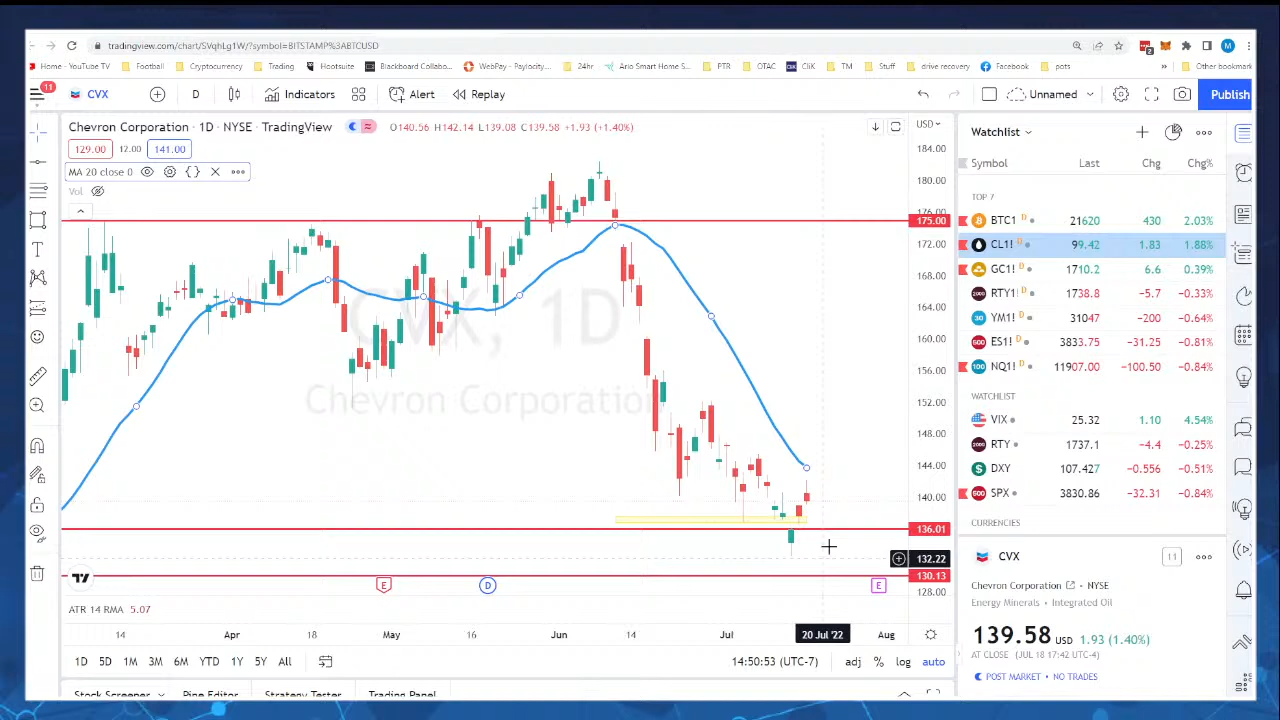 tradingview.com/chart/SVqhLg1W/?symbol=BITSTAMP%3ABTCUSD
Home - YouTube TV Football Cryptocurrency Trading Hootsuite Blackboard Collabo... WebPay - Paylocity... 24hr Ario Smart Home S... PTR OTAC CliK TM Stuff drive recovery Facebook pots » Other bookmark
11 CVX D Indicators Alert Replay Unnamed Publish
Chevron Corporation · 1D · NYSE · TradingView O140.56 H142.14 L139.08 C139.58 +1.93 (+1.40%) USD
129.00 12.00 141.00
MA 20 close 0
Vol
184.00
180.00
176.00
175.00
172.00
168.00
164.00
160.00
156.00
152.00
148.00
144.00
140.00
136.01
132.22
130.13
128.00
CVX, 1D
Chevron Corporation
E D E
ATR 14 RMA 5.07
14 Apr 18 May 16 Jun 14 Jul 20 Jul '22 Aug
1D 5D 1M 3M 6M YTD 1Y 5Y All 14:50:53 (UTC-7) adj % log auto
Stock Screener Pine Editor Strategy Tester Trading Panel
Watchlist
Symbol Last Chg Chg%
TOP 7
BTC1 D 21620 430 2.03%
CL1! D 99.42 1.83 1.88%
GC1! D 1710.2 6.6 0.39%
RTY1! D 1738.8 -5.7 -0.33%
YM1! D 31047 -200 -0.64%
ES1! D 3833.75 -31.25 -0.81%
NQ1! D 11907.00 -100.50 -0.84%
WATCHLIST
VIX 25.32 1.10 4.54%
RTY 1737.1 -4.4 -0.25%
DXY 107.427 -0.556 -0.51%
SPX 3830.86 -32.31 -0.84%
CURRENCIES
CVX
Chevron Corporation • NYSE
Energy Minerals • Integrated Oil
139.58 USD 1.93 (1.40%)
AT CLOSE (JUL 18 17:42 UTC-4)
POST MARKET • NO TRADES